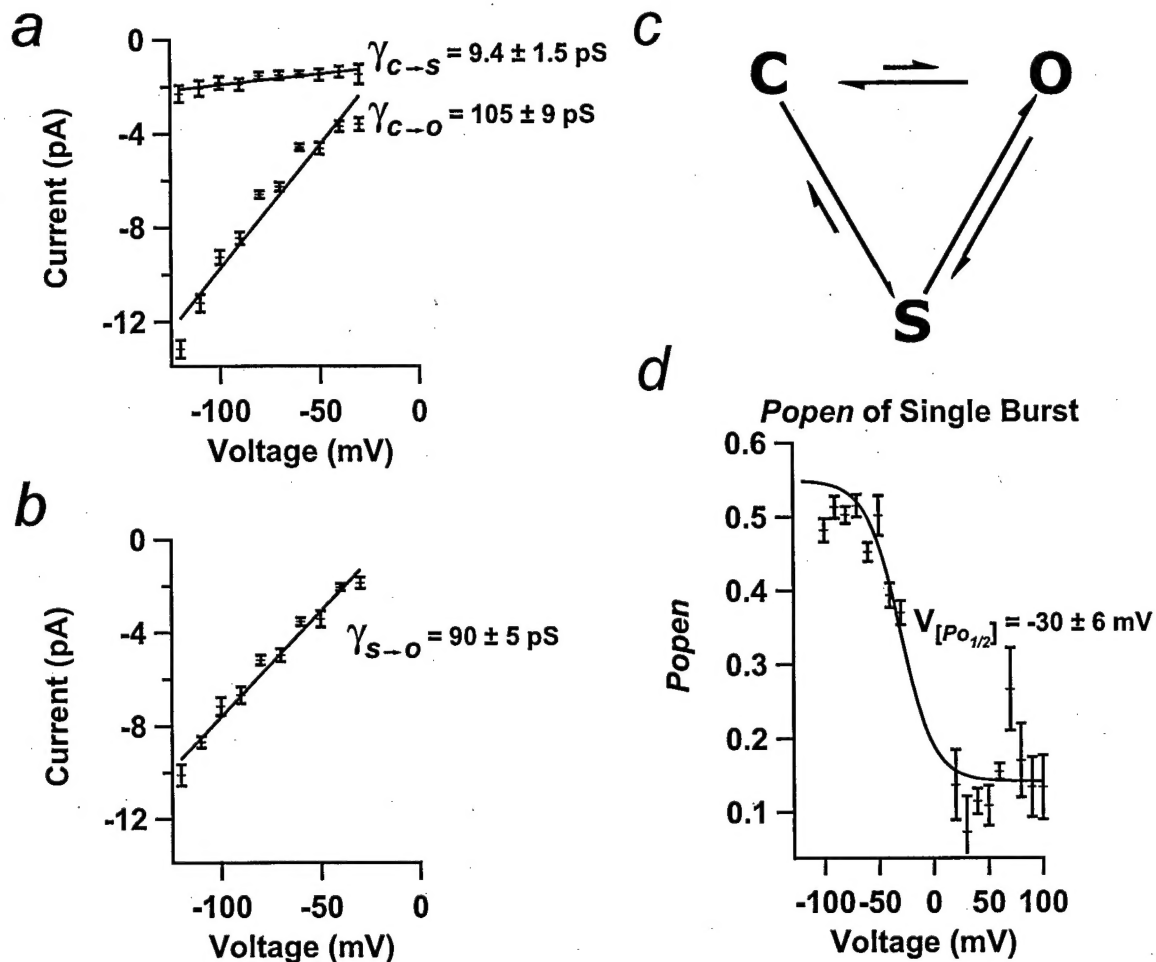 a
0
-4
-8
-12
Current (pA)
γC→S = 9.4 ± 1.5 pS
γC→O = 105 ± 9 pS
-100
-50
0
Voltage (mV)
b
0
-4
-8
-12
Current (pA)
γS→O = 90 ± 5 pS
-100
-50
0
Voltage (mV)
c
C
O
S
d
Popen of Single Burst
0.6
0.5
0.4
0.3
0.2
0.1
Popen
V[Po1/2] = -30 ± 6 mV
-100
-50
0
50
100
Voltage (mV)